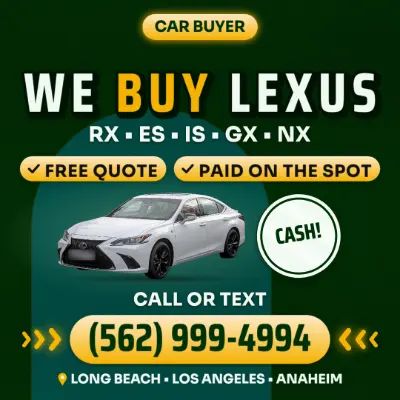 CAR BUYER
WE BUY LEXUS
RX ▪ ES ▪ IS ▪ GX ▪ NX
✓ FREE QUOTE ✓ PAID ON THE SPOT
CASH!
CALL OR TEXT
(562) 999-4994
LONG BEACH ▪ LOS ANGELES ▪ ANAHEIM